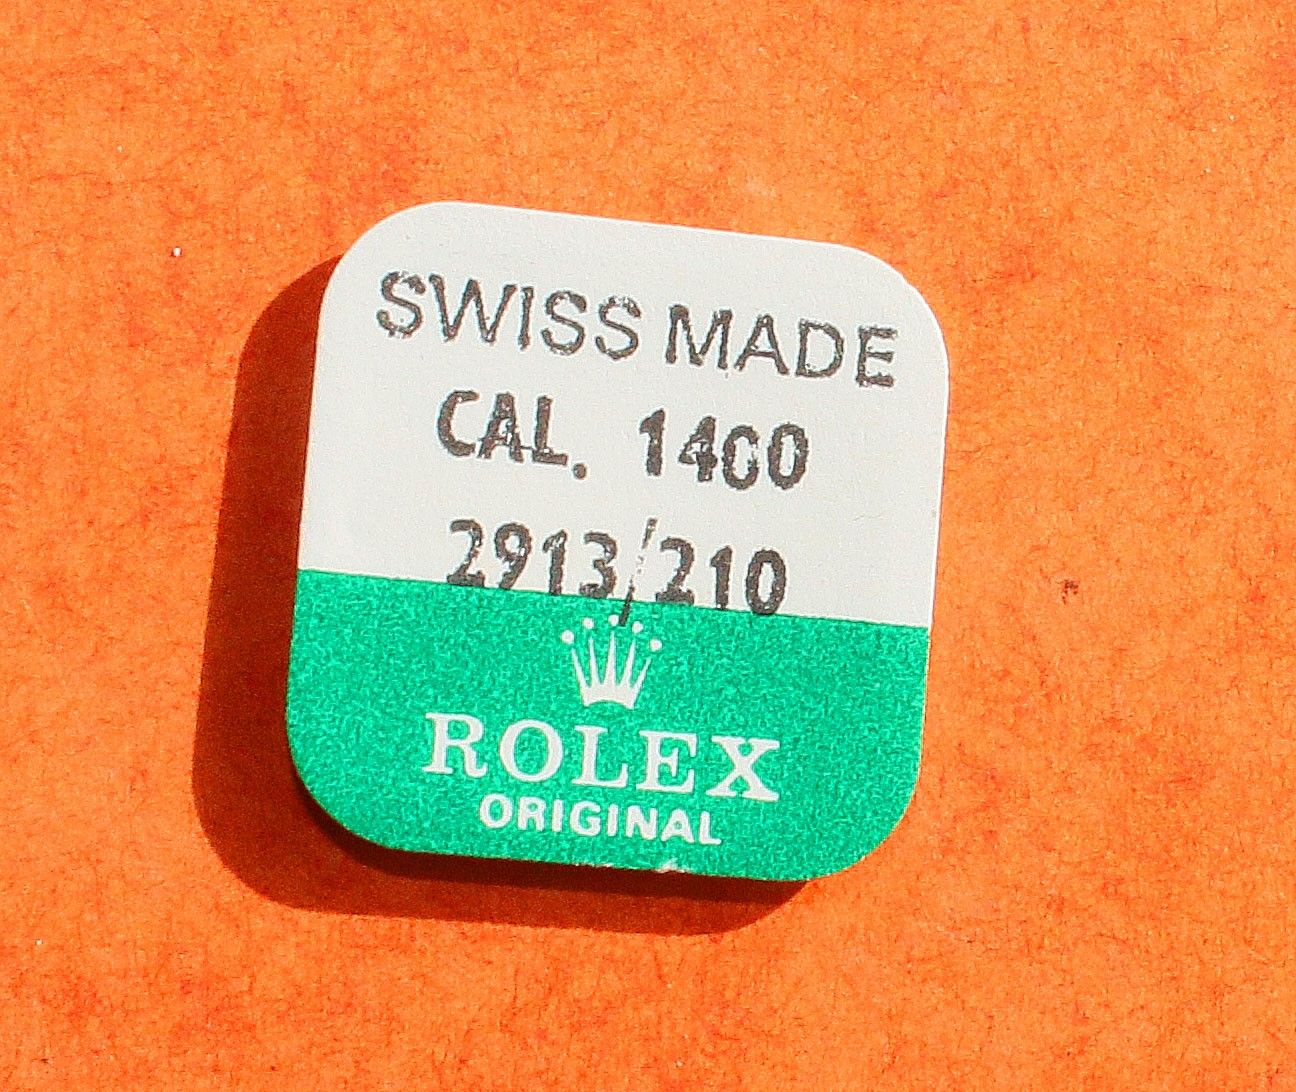 SWISS MADE
CAL. 1400
2913/210
ROLEX
ORIGINAL